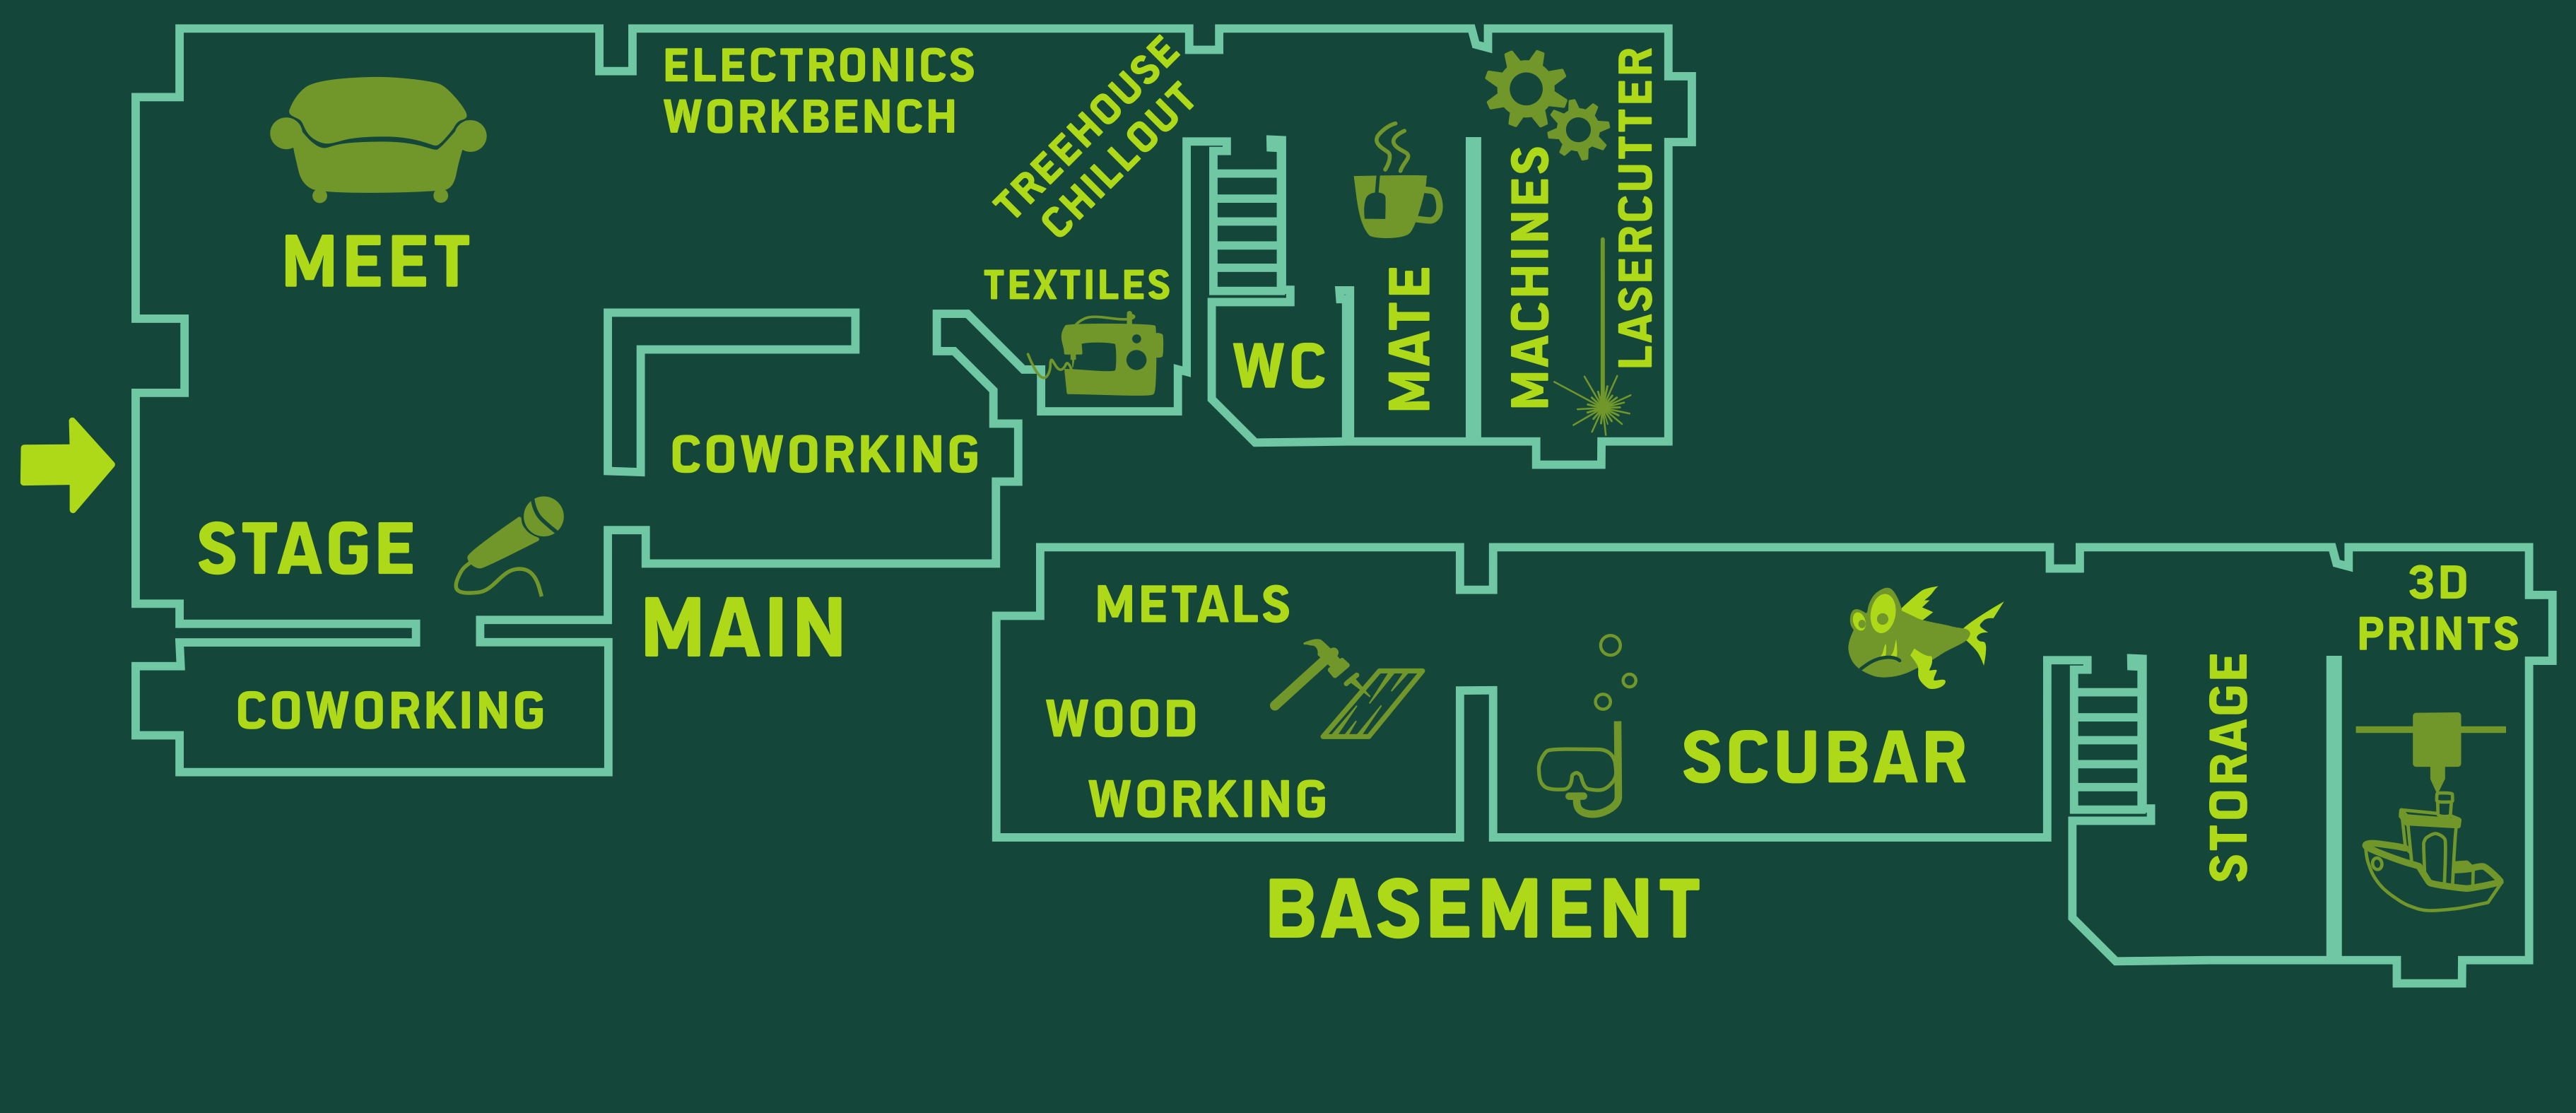 MEET
ELECTRONICS
WORKBENCH
TREEHOUSE
CHILLOUT
TEXTILES
WC
MATE
MACHINES
LASERCUTTER
COWORKING
STAGE
COWORKING
MAIN
METALS
WOOD
WORKING
SCUBAR
STORAGE
3D
PRINTS
BASEMENT